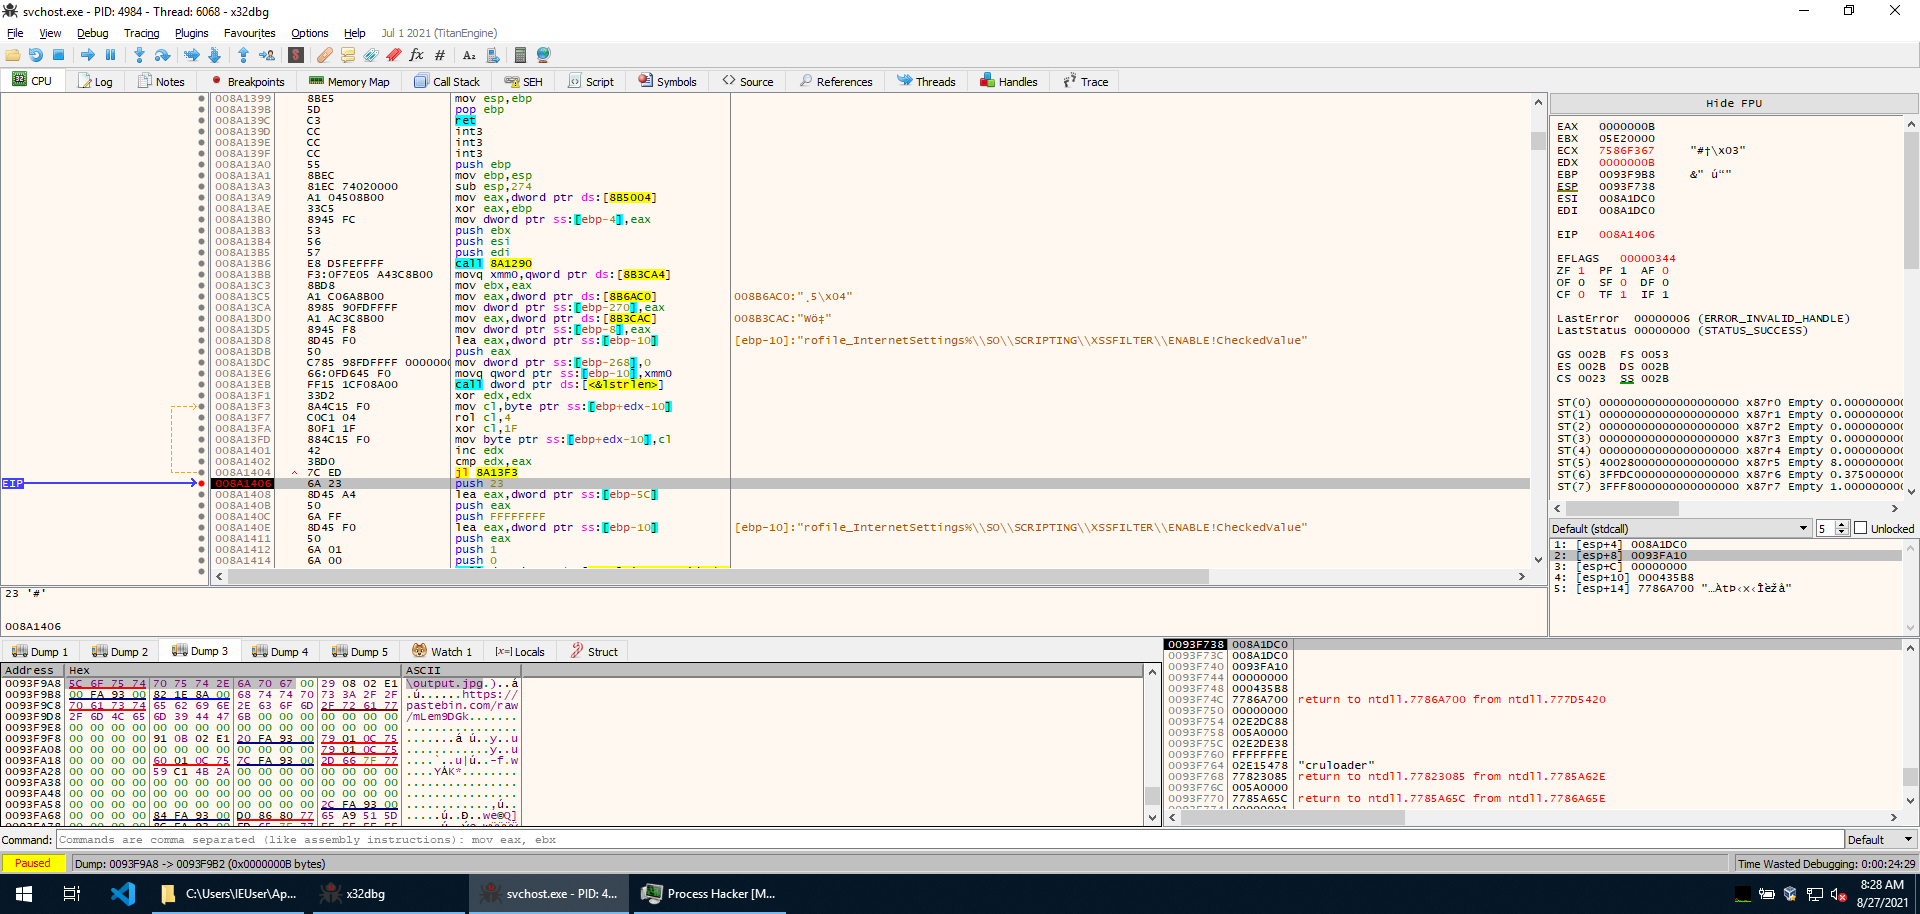 svchost.exe - PID: 4984 - Thread: 6068 - x32dbg
File View Debug Tracing Plugins Favourites Options Help Jul 1 2021 (TitanEngine)
CPU Log Notes Breakpoints Memory Map Call Stack SEH Script Symbols Source References Threads Handles Trace
008A1399 8BE5 mov esp,ebp
008A139B 5D pop ebp
008A139C C3 ret
008A139D CC int3
008A139E CC int3
008A139F CC int3
008A13A0 55 push ebp
008A13A1 8BEC mov ebp,esp
008A13A3 81EC 74020000 sub esp,274
008A13A9 A1 04508B00 mov eax,dword ptr ds:[8B5004]
008A13AE 33C5 xor eax,ebp
008A13B0 8945 FC mov dword ptr ss:[ebp-4],eax
008A13B3 53 push ebx
008A13B4 56 push esi
008A13B5 57 push edi
008A13B6 E8 D5FEFFFF call 8A1290
008A13BB F3:0F7E05 A43C8B00 movq xmm0,qword ptr ds:[8B3CA4]
008A13C3 8BD8 mov ebx,eax
008A13C5 A1 C06A8B00 mov eax,dword ptr ds:[8B6AC0] 008B6AC0:"¸5\x04"
008A13CA 8985 90FDFFFF mov dword ptr ss:[ebp-270],eax
008A13D0 A1 AC3C8B00 mov eax,dword ptr ds:[8B3CAC] 008B3CAC:"Wö‡"
008A13D5 8945 F8 mov dword ptr ss:[ebp-8],eax
008A13D8 8D45 F0 lea eax,dword ptr ss:[ebp-10] [ebp-10]:"rofile_InternetSettings%\\SO\\SCRIPTING\\XSSFILTER\\ENABLE!CheckedValue"
008A13DB 50 push eax
008A13DC C785 98FDFFFF 0000000 mov dword ptr ss:[ebp-268],0
008A13E6 66:0FD645 F0 movq qword ptr ss:[ebp-10],xmm0
008A13EB FF15 1CF08A00 call dword ptr ds:[<&lstrlen>]
008A13F1 33D2 xor edx,edx
008A13F3 8A4C15 F0 mov cl,byte ptr ss:[ebp+edx-10]
008A13F7 C0C1 04 rol cl,4
008A13FA 80F1 1F xor cl,1F
008A13FD 884C15 F0 mov byte ptr ss:[ebp+edx-10],cl
008A1401 42 inc edx
008A1402 3BD0 cmp edx,eax
008A1404 7C ED jl 8A13F3
EIP 008A1406 6A 23 push 23
008A1408 8D45 A4 lea eax,dword ptr ss:[ebp-5C]
008A140B 50 push eax
008A140C 6A FF push FFFFFFFF
008A140E 8D45 F0 lea eax,dword ptr ss:[ebp-10] [ebp-10]:"rofile_InternetSettings%\\SO\\SCRIPTING\\XSSFILTER\\ENABLE!CheckedValue"
008A1411 50 push eax
008A1412 6A 01 push 1
008A1414 6A 00 push 0
Hide FPU
EAX 0000000B
EBX 05E20000
ECX 7586F367 "#†\x03"
EDX 0000000B
EBP 0093F9B8 &" ú“"
ESP 0093F738
ESI 008A1DC0
EDI 008A1DC0
EIP 008A1406
EFLAGS 00000344
ZF 1 PF 1 AF 0
OF 0 SF 0 DF 0
CF 0 TF 1 IF 1
LastError 00000006 (ERROR_INVALID_HANDLE)
LastStatus 00000000 (STATUS_SUCCESS)
GS 002B FS 0053
ES 002B DS 002B
CS 0023 SS 002B
ST(0) 00000000000000000000 x87r0 Empty 0.000000000
ST(1) 00000000000000000000 x87r1 Empty 0.000000000
ST(2) 00000000000000000000 x87r2 Empty 0.000000000
ST(3) 00000000000000000000 x87r3 Empty 0.000000000
ST(4) 00000000000000000000 x87r4 Empty 0.000000000
ST(5) 40028000000000000000 x87r5 Empty 8.000000000
ST(6) 3FFDC000000000000000 x87r6 Empty 0.375000000
ST(7) 3FFF8000000000000000 x87r7 Empty 1.000000000
Default (stdcall) 5 Unlocked
1: [esp+4] 008A1DC0
2: [esp+8] 0093FA10
3: [esp+C] 00000000
4: [esp+10] 000435B8
5: [esp+14] 7786A700 "…ÀtÞ‹x‹Ïèžâ"
23 '#'
008A1406
Dump 1 Dump 2 Dump 3 Dump 4 Dump 5 Watch 1 [x=] Locals Struct
Address Hex ASCII
0093F9A8 5C 6F 75 74 70 75 74 2E 6A 70 67 00 29 08 02 E1 \output.jpg.)..á
0093F9B8 00 FA 93 00 82 1E 8A 00 68 74 74 70 73 3A 2F 2F .ú......https://
0093F9C8 70 61 73 74 65 62 69 6E 2E 63 6F 6D 2F 72 61 77 pastebin.com/raw
0093F9D8 2F 6D 4C 65 6D 39 44 47 6B 00 00 00 00 00 00 00 /mLem9DGk.......
0093F9E8 00 00 00 00 00 00 00 00 00 00 00 00 00 00 00 00 ................
0093F9F8 00 00 00 00 91 0B 02 E1 20 FA 93 00 79 01 0C 75 .......á ú..y..u
0093FA08 00 00 00 00 00 00 00 00 00 00 00 00 79 01 0C 75 ............y..u
0093FA18 60 01 0C 75 7C FA 93 00 2D 66 7F 77 `..u|ú..-f.w
0093FA28 59 C1 4B 2A 00 00 00 00 00 00 00 00 ....YÁK*........
0093FA38 00 00 00 00 00 00 00 00 00 00 00 00 00 00 00 00 ................
0093FA48 00 00 00 00 00 00 00 00 00 00 00 00 00 00 00 00 ................
0093FA58 00 00 00 00 00 00 00 00 00 00 00 00 2C FA 93 00 ............,ú..
0093FA68 00 00 00 00 84 FA 93 00 D0 86 80 77 65 A9 51 5D .....ú..Ð..we©Q]
0093F738 008A1DC0
0093F73C 008A1DC0
0093F740 0093FA10
0093F744 00000000
0093F748 000435B8
0093F74C 7786A700 return to ntdll.7786A700 from ntdll.777D5420
0093F750 00000000
0093F754 02E2DC88
0093F758 005A0000
0093F75C 02E2DE38
0093F760 FFFFFFFE
0093F764 02E15478 "cruloader"
0093F768 77823085 return to ntdll.77823085 from ntdll.7785A62E
0093F76C 005A0000
0093F770 7785A65C return to ntdll.7785A65C from ntdll.7786A65E
Command: Commands are comma separated (like assembly instructions): mov eax, ebx Default
Paused Dump: 0093F9A8 -> 0093F9B2 (0x0000000B bytes) Time Wasted Debugging: 0:00:24:29
C:\Users\IEUser\Ap... x32dbg svchost.exe - PID: 4... Process Hacker [M... 8:28 AM
8/27/2021